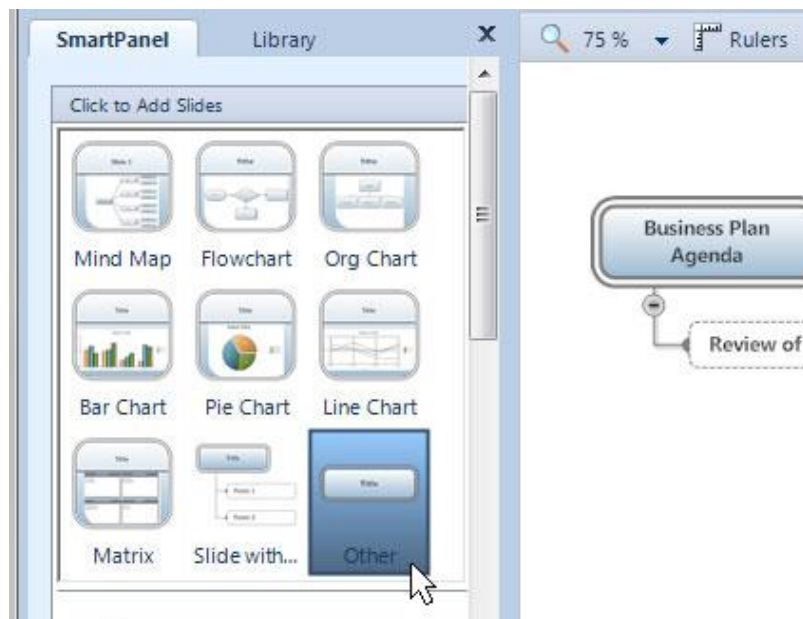 SmartPanel
Library
X
75 %
Rulers
Click to Add Slides
Mind Map
Flowchart
Org Chart
Bar Chart
Pie Chart
Line Chart
Matrix
Slide with...
Other
Title
Business Plan
Agenda
Review of